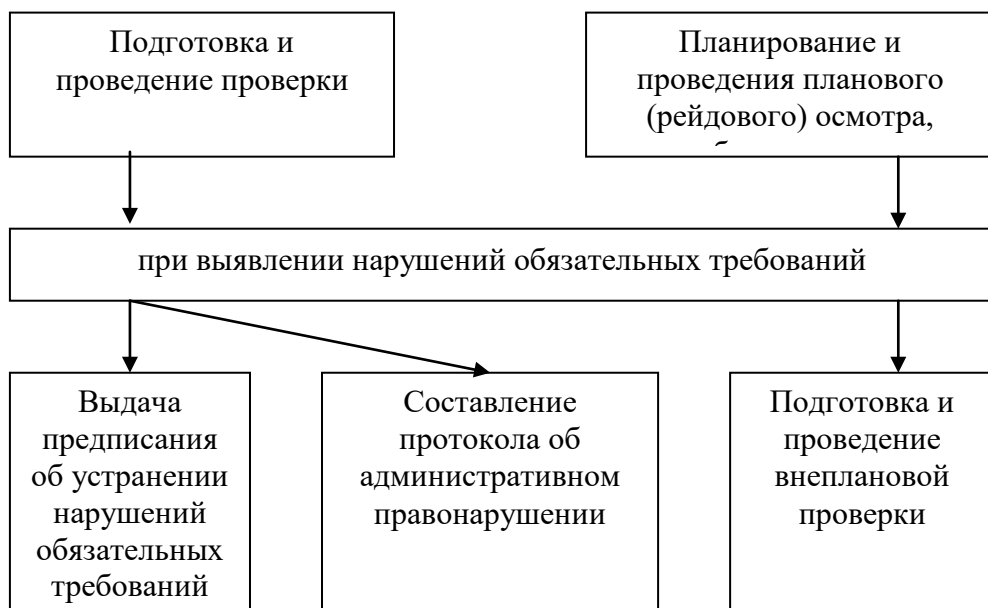 Подготовка и
проведение проверки
Планирование и
проведения планового
(рейдового) осмотра,
при выявлении нарушений обязательных требований
Выдача
предписания
об устранении
нарушений
обязательных
требований
Составление
протокола об
административном
правонарушении
Подготовка и
проведение
внеплановой
проверки